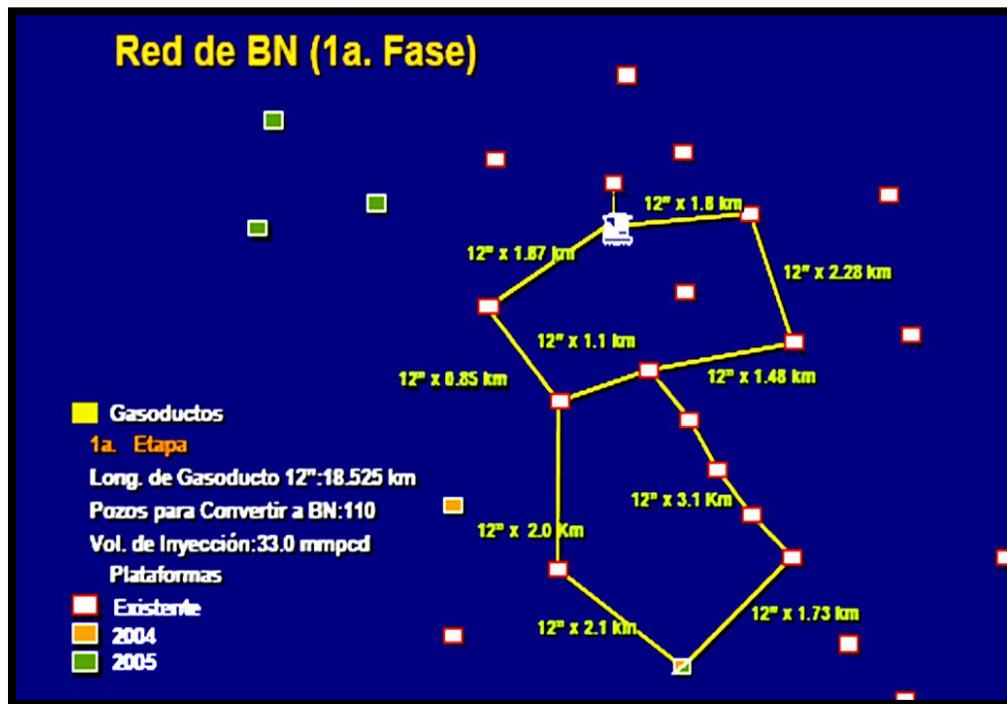 Red de BN (1a. Fase)
12" x 1.8 km
12" x 1.87 km
12" x 2.28 km
12" x 1.1 km
12" x 0.85 km
12" x 1.48 km
Gasoductos
1a. Etapa
Long. de Gasoducto 12":18.525 km
Pozos para Convertir a BN:110
Vol. de Inyección:33.0 mmpcd
Plataformas
Existente
2004
2005
12" x 3.1 Km
12" x 2.0 Km
12" x 2.1 km
12" x 1.73 km